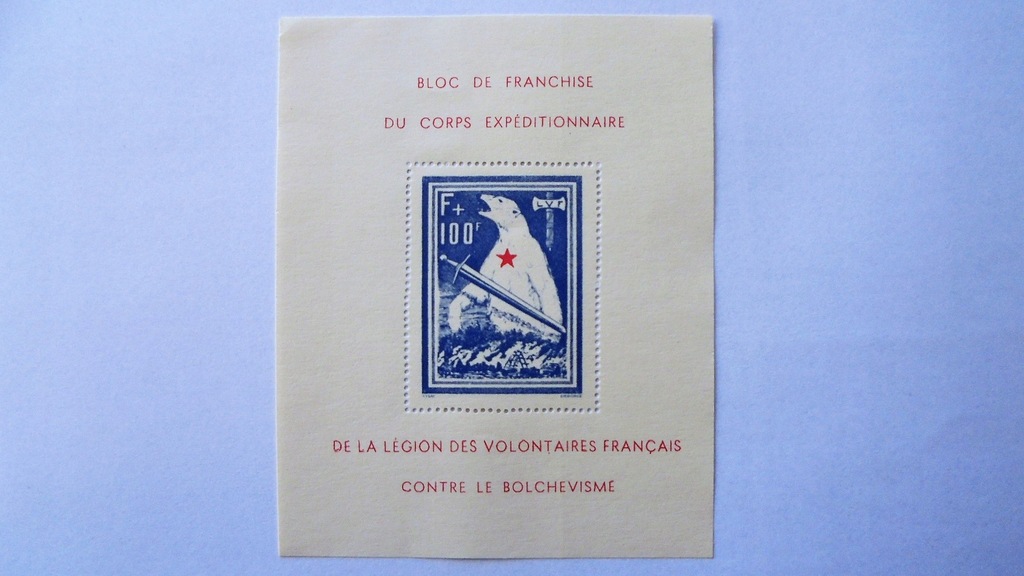 BLOC DE FRANCHISE
DU CORPS EXPÉDITIONNAIRE
F+
100F
LVF
DE LA LÉGION DES VOLONTAIRES FRANÇAIS
CONTRE LE BOLCHEVISME